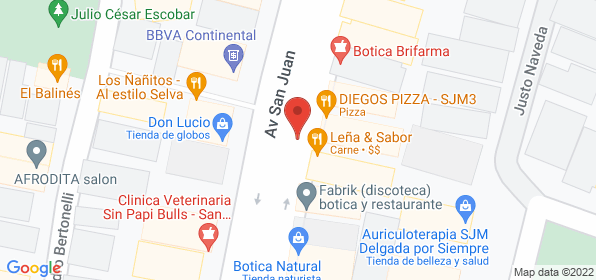 Julio César Escobar
BBVA Continental
Botica Brifarma
El Balinés
Los Ñañitos -
Al estilo Selva
Av San Juan
DIEGOS PIZZA - SJM3
Pizza
Justo Naveda
Don Lucio
Tienda de globos
Leña & Sabor
Carne • $$
AFRODITA salon
Clinica Veterinaria
Sin Papi Bulls - San...
Fabrik (discoteca)
botica y restaurante
Bertonelli
Auriculoterapia SJM
Delgada por Siempre
Tienda de belleza y salud
Botica Natural
Tienda naturista
Google
Map data ©2022